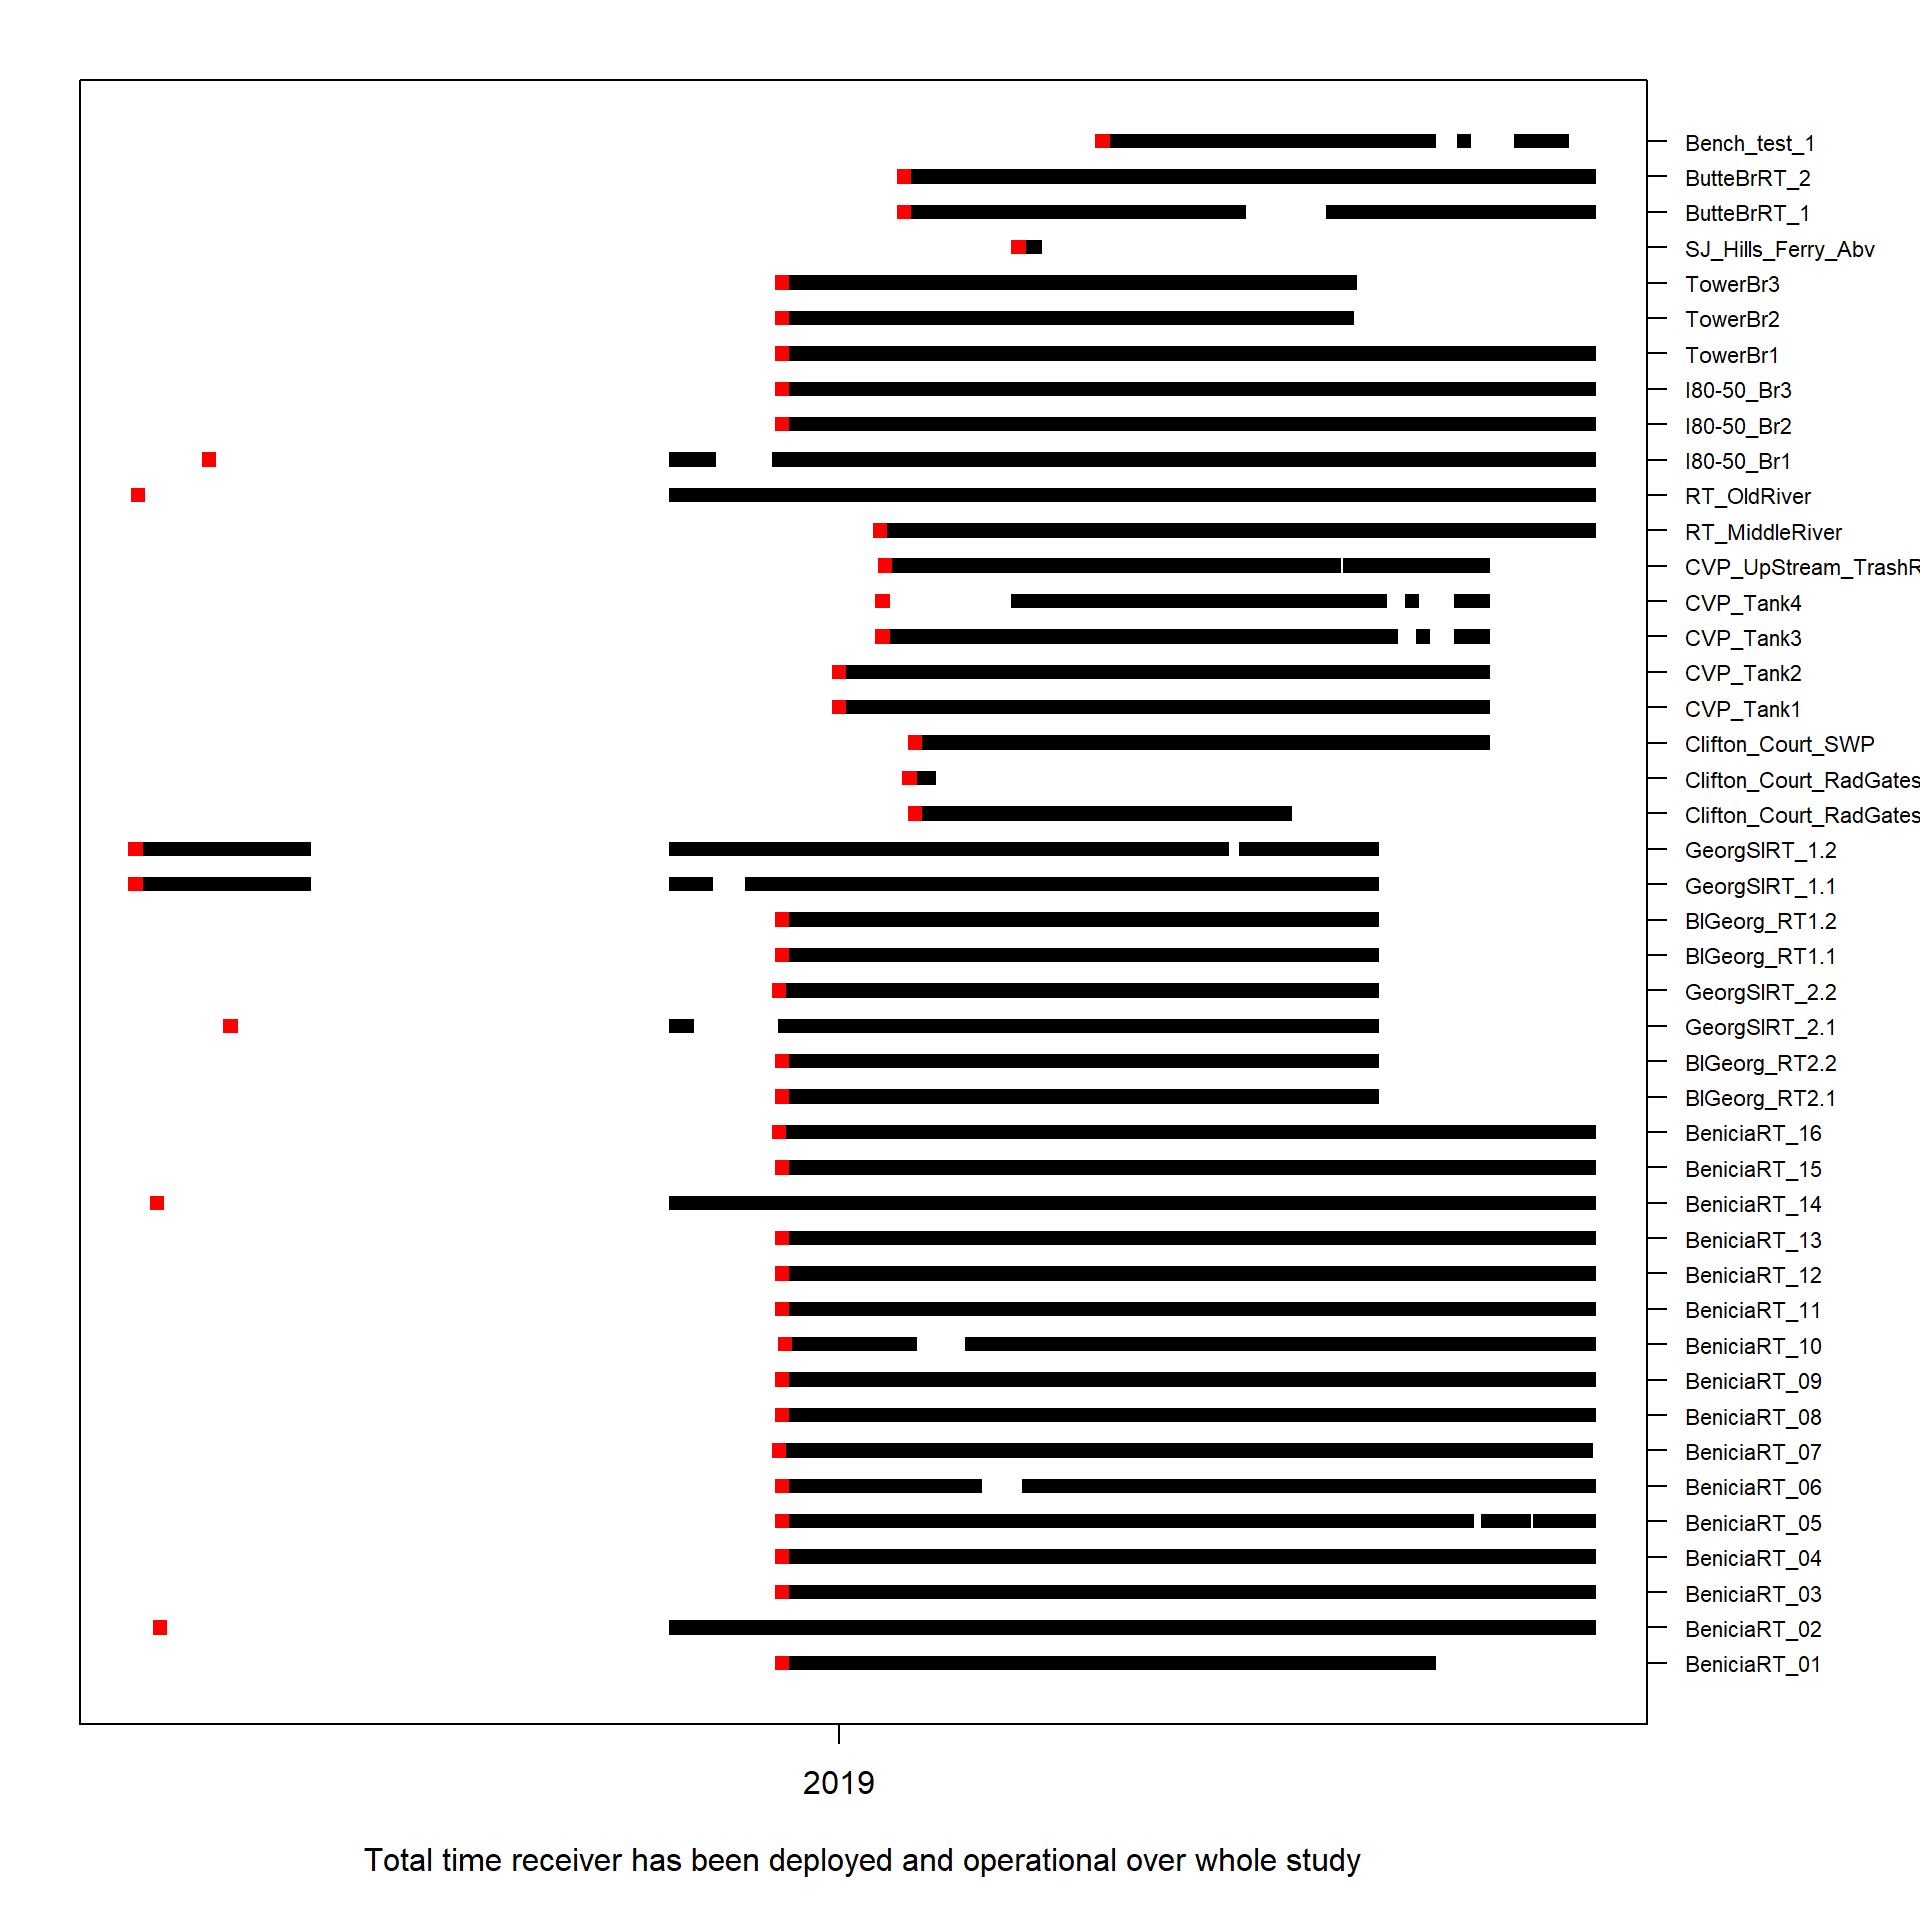 Bench_test_1
ButteBrRT_2
ButteBrRT_1
SJ_Hills_Ferry_Abv
TowerBr3
TowerBr2
TowerBr1
I80-50_Br3
I80-50_Br2
I80-50_Br1
RT_OldRiver
RT_MiddleRiver
CVP_UpStream_TrashR
CVP_Tank4
CVP_Tank3
CVP_Tank2
CVP_Tank1
Clifton_Court_SWP
Clifton_Court_RadGates
Clifton_Court_RadGates
GeorgSlRT_1.2
GeorgSlRT_1.1
BlGeorg_RT1.2
BlGeorg_RT1.1
GeorgSlRT_2.2
GeorgSlRT_2.1
BlGeorg_RT2.2
BlGeorg_RT2.1
BeniciaRT_16
BeniciaRT_15
BeniciaRT_14
BeniciaRT_13
BeniciaRT_12
BeniciaRT_11
BeniciaRT_10
BeniciaRT_09
BeniciaRT_08
BeniciaRT_07
BeniciaRT_06
BeniciaRT_05
BeniciaRT_04
BeniciaRT_03
BeniciaRT_02
BeniciaRT_01
2019
Total time receiver has been deployed and operational over whole study